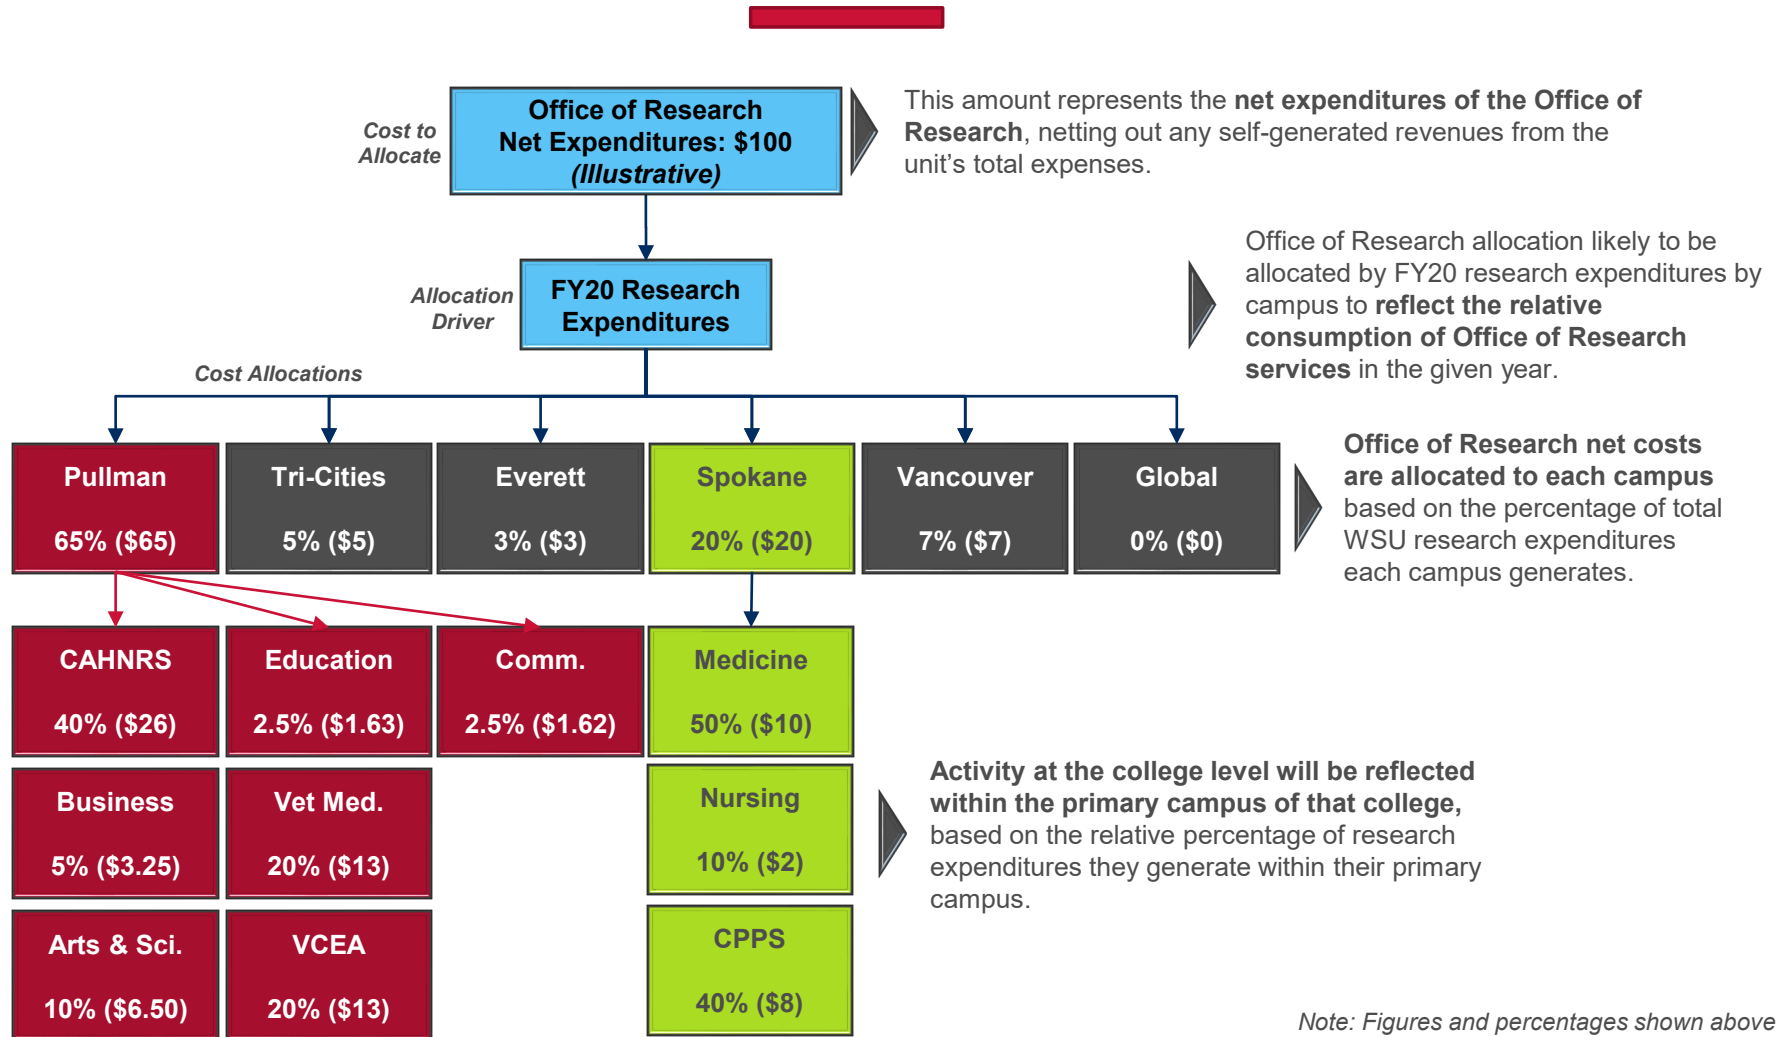 Cost to
Allocate
Office of Research
Net Expenditures: $100
(Illustrative)
This amount represents the net expenditures of the Office of
Research, netting out any self-generated revenues from the
unit’s total expenses.
Allocation
Driver
FY20 Research
Expenditures
Office of Research allocation likely to be
allocated by FY20 research expenditures by
campus to reflect the relative
consumption of Office of Research
services in the given year.
Cost Allocations
Pullman
65% ($65)
Tri-Cities
5% ($5)
Everett
3% ($3)
Spokane
20% ($20)
Vancouver
7% ($7)
Global
0% ($0)
Office of Research net costs
are allocated to each campus
based on the percentage of total
WSU research expenditures
each campus generates.
CAHNRS
40% ($26)
Education
2.5% ($1.63)
Comm.
2.5% ($1.62)
Medicine
50% ($10)
Business
5% ($3.25)
Vet Med.
20% ($13)
Nursing
10% ($2)
Activity at the college level will be reflected
within the primary campus of that college,
based on the relative percentage of research
expenditures they generate within their primary
campus.
Arts & Sci.
10% ($6.50)
VCEA
20% ($13)
CPPS
40% ($8)
Note: Figures and percentages shown above